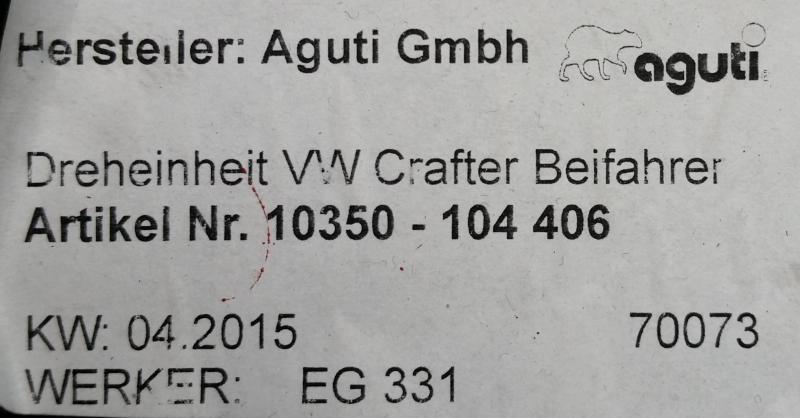 Hersteller: Aguti Gmbh
aguti
Dreheinheit VW Crafter Beifahrer
Artikel Nr. 10350 - 104 406
KW: 04.2015 70073
WERKER: EG 331